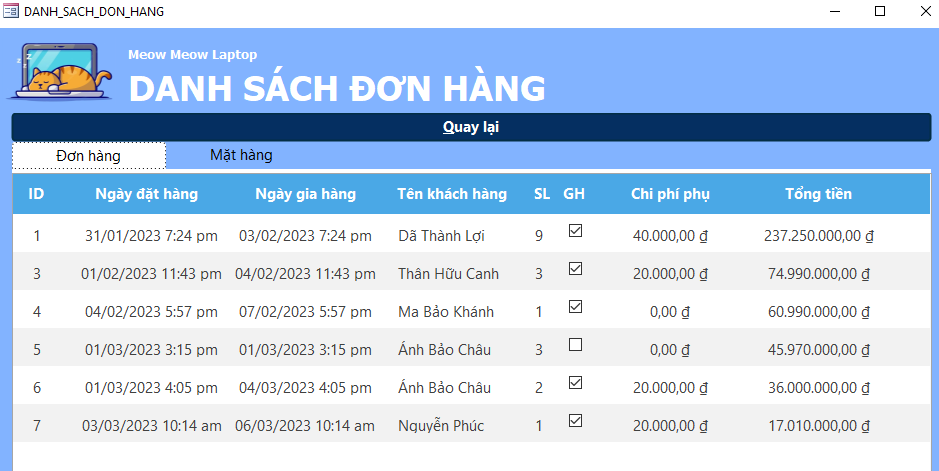 DANH_SACH_DON_HANG
Meow Meow Laptop
DANH SÁCH ĐƠN HÀNG
Quay lại
Đơn hàng Mặt hàng
ID Ngày đặt hàng Ngày gia hàng Tên khách hàng SL GH Chi phí phụ Tổng tiền
1 31/01/2023 7:24 pm 03/02/2023 7:24 pm Dã Thành Lợi 9 40.000,00 ₫ 237.250.000,00 ₫
3 01/02/2023 11:43 pm 04/02/2023 11:43 pm Thân Hữu Canh 3 20.000,00 ₫ 74.990.000,00 ₫
4 04/02/2023 5:57 pm 07/02/2023 5:57 pm Ma Bảo Khánh 1 0,00 ₫ 60.990.000,00 ₫
5 01/03/2023 3:15 pm 01/03/2023 3:15 pm Ánh Bảo Châu 3 0,00 ₫ 45.970.000,00 ₫
6 01/03/2023 4:05 pm 04/03/2023 4:05 pm Ánh Bảo Châu 2 20.000,00 ₫ 36.000.000,00 ₫
7 03/03/2023 10:14 am 06/03/2023 10:14 am Nguyễn Phúc 1 20.000,00 ₫ 17.010.000,00 ₫